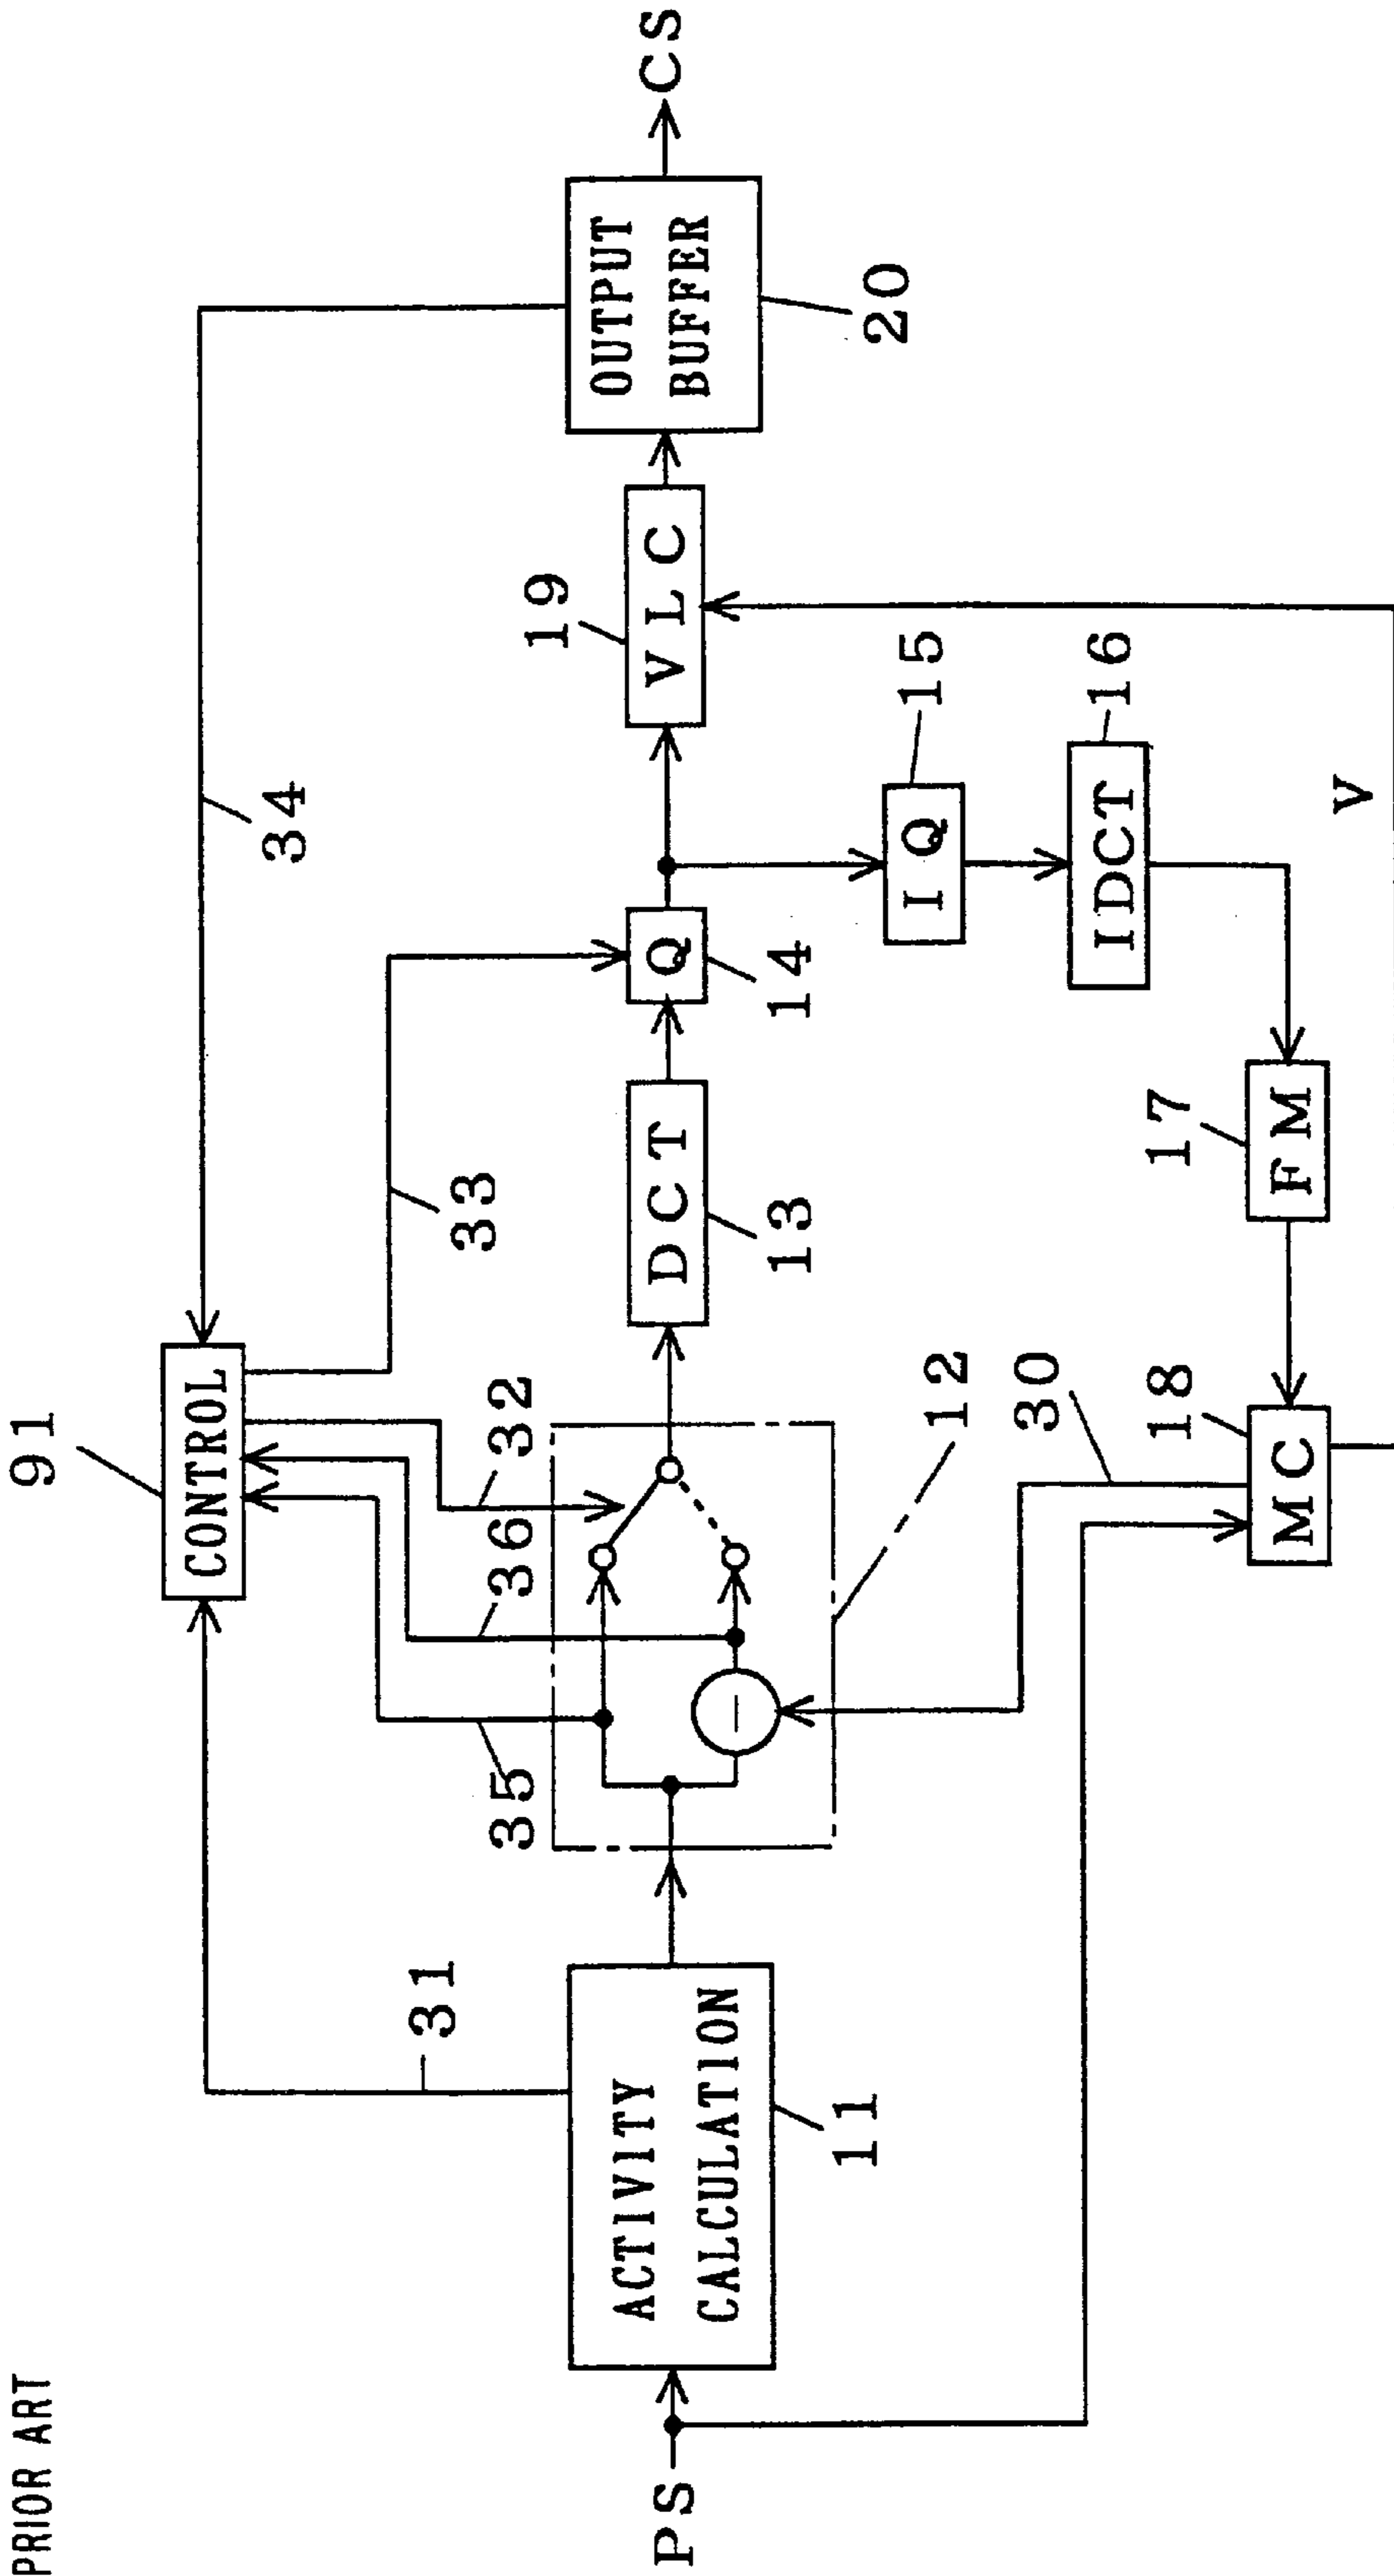 PRIOR ART
91
CONTROL
34
33
32
36
35
31
PS
ACTIVITY
CALCULATION
11
12
DCT
13
Q
14
VLC
19
OUTPUT
BUFFER
20
CS
IQ
15
IDCT
16
FM
17
MC
18
30
V